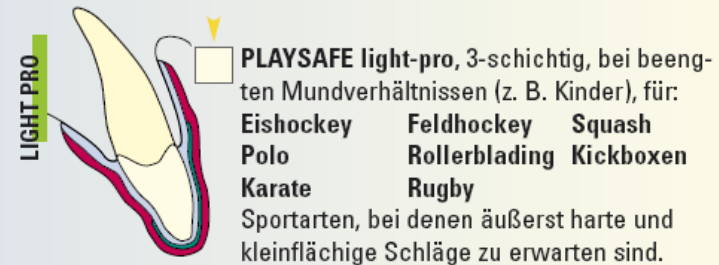 LIGHT PRO
PLAYSAFE light-pro, 3-schichtig, bei beeng-
ten Mundverhältnissen (z. B. Kinder), für:
Eishockey Feldhockey Squash
Polo Rollerblading Kickboxen
Karate Rugby
Sportarten, bei denen äußerst harte und
kleinflächige Schläge zu erwarten sind.